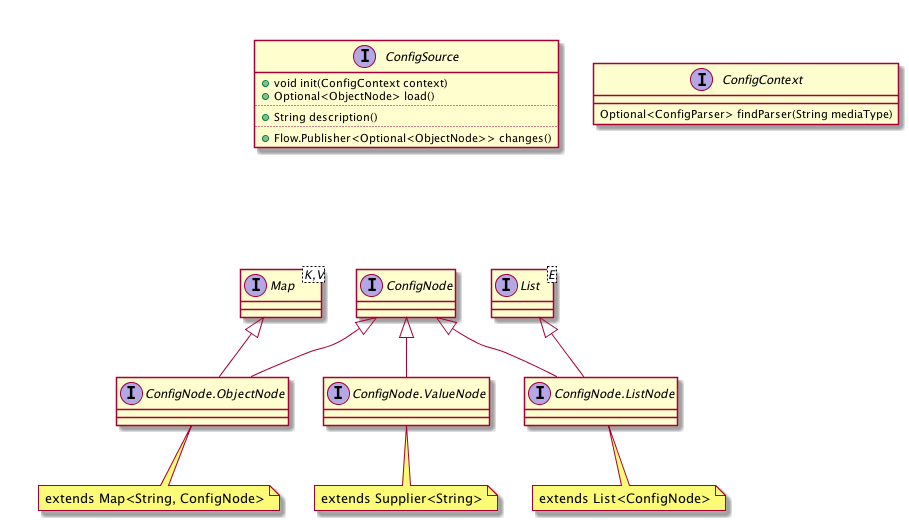 I ConfigSource
void init(ConfigContext context)
Optional<ObjectNode> load()
String description()
Flow.Publisher<Optional<ObjectNode>> changes()
I ConfigContext
Optional<ConfigParser> findParser(String mediaType)
I Map K,V
I ConfigNode
I List E
I ConfigNode.ObjectNode
I ConfigNode.ValueNode
I ConfigNode.ListNode
extends Map<String, ConfigNode>
extends Supplier<String>
extends List<ConfigNode>